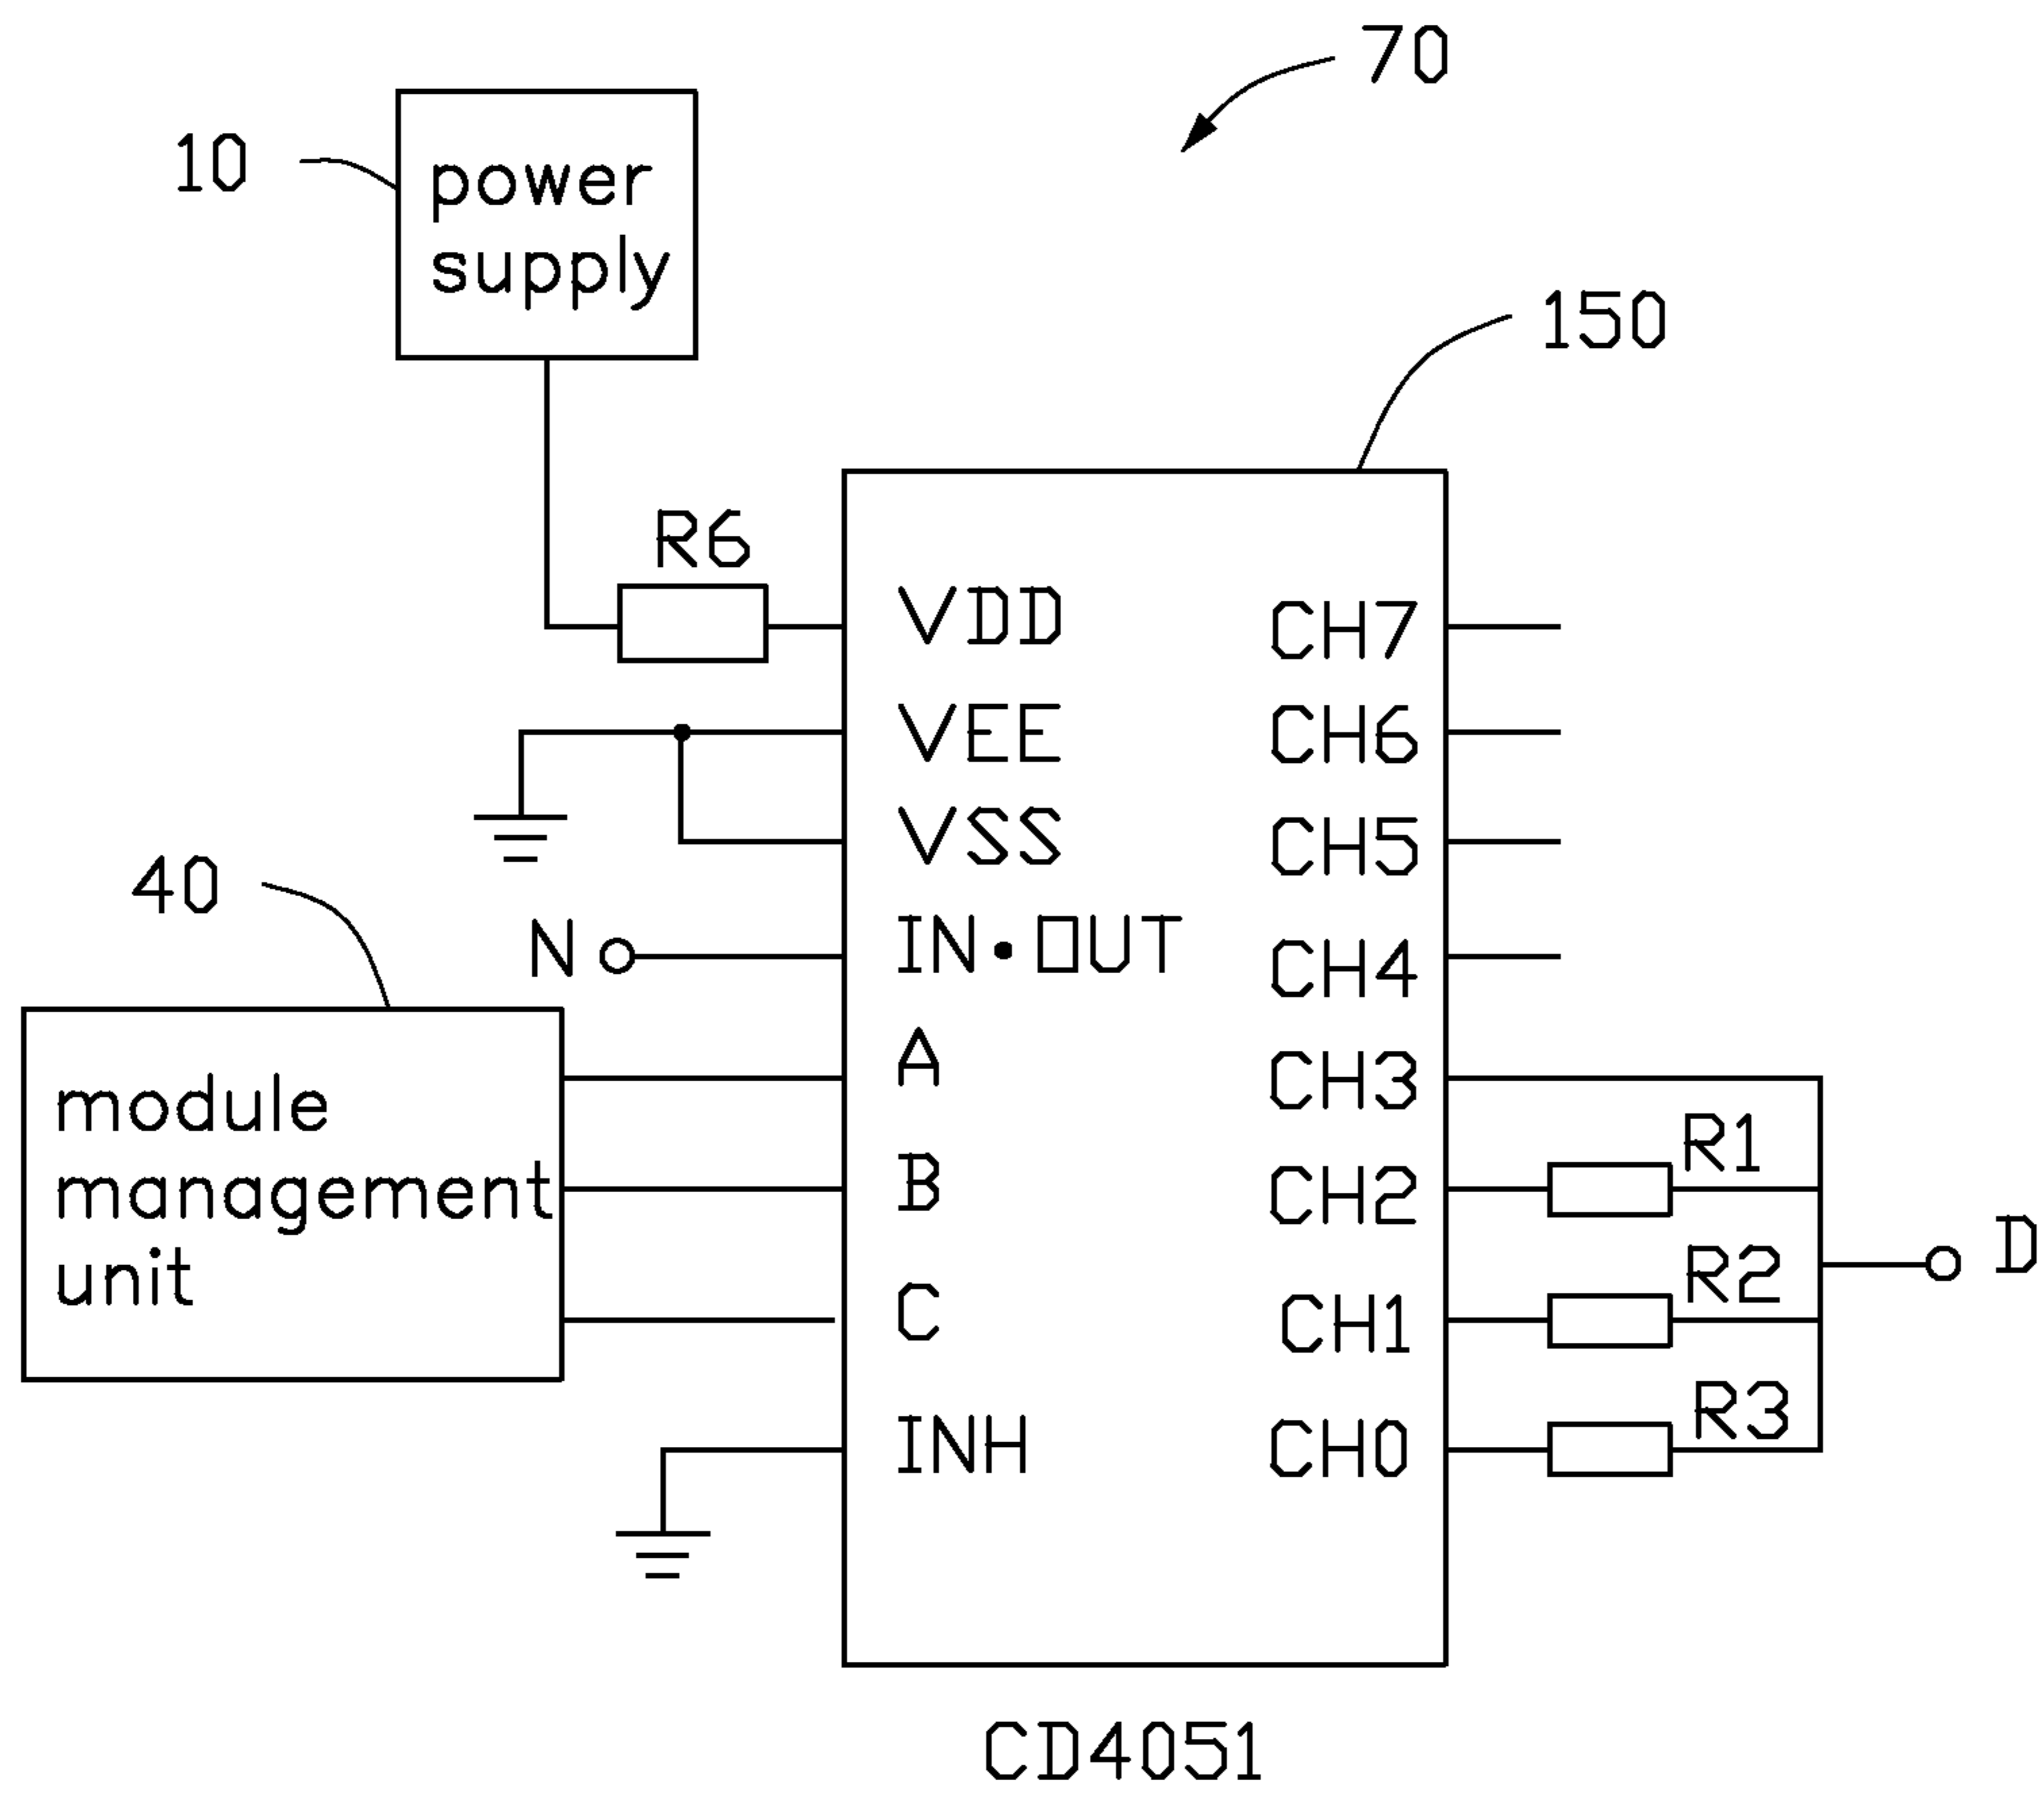 70
10
power
supply
150
R6
VDD
CH7
VEE
CH6
VSS
CH5
40
N
IN•OUT
CH4
A
CH3
module
management
unit
R1
B
CH2
R2
D
C
CH1
R3
INH
CH0
CD4051